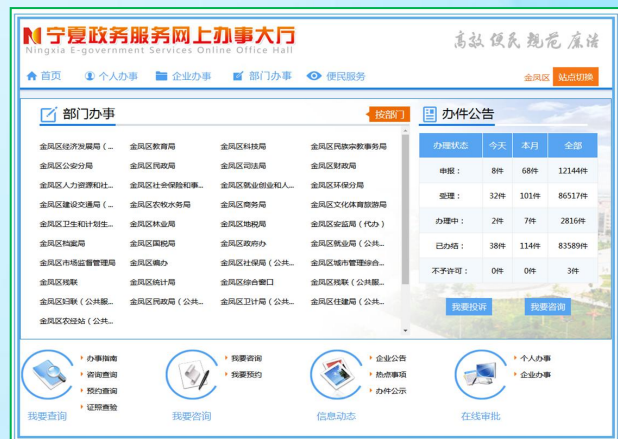 宁夏政务服务网上办事大厅
Ningxia E-government Services Online Office Hall
高效 便民 规范 廉洁
首页 个人办事 企业办事 部门办事 便民服务
金凤区 站点切换
部门办事 按部门
金凤区经济发展局（... 金凤区教育局 金凤区科技局 金凤区民族宗教事务局
金凤区公安分局 金凤区民政局 金凤区司法局 金凤区财政局
金凤区人力资源和社... 金凤区社会保险和事... 金凤区就业创业和人... 金凤区环保分局
金凤区建设交通局（... 金凤区农牧水务局 金凤区商务局 金凤区文化体育旅游局
金凤区卫生和计划生... 金凤区林业局 金凤区地税局 金凤区安监局（代办）
金凤区档案局 金凤区国税局 金凤区政府办 金凤区就业局（公共...
金凤区市场监督管理局 金凤区编办 金凤区社保局（公共... 金凤区城市管理综合...
金凤区残联 金凤区统计局 金凤区综合窗口 金凤区残联（公共服...
金凤区妇联（公共服... 金凤区民政局（公共... 金凤区卫计局（公共... 金凤区住建局（公共...
金凤区农经站（公共...
办件公告
办理状态 今天 本月 全部
申报： 8件 68件 12144件
受理： 32件 101件 86517件
办理中： 2件 7件 2816件
已办结： 38件 114件 83589件
不予许可： 0件 0件 3件
我要投诉 我要咨询
办事指南
咨询查询
预约查询
证照查验
我要查询
我要咨询
我要预约
我要咨询
企业公告
热点事项
办件公示
信息动态
个人办事
企业办事
在线审批